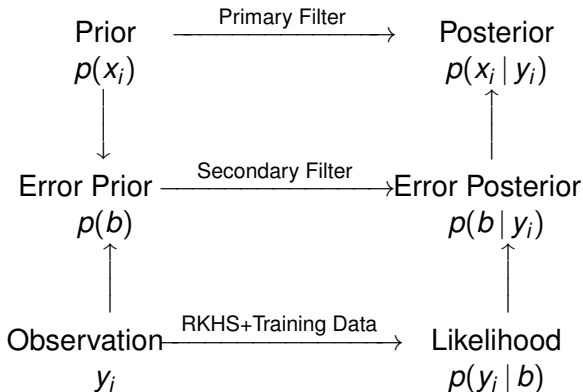 Prior Primary Filter Posterior
p(x_i) p(x_i | y_i)
Error Prior Secondary Filter Error Posterior
p(b) p(b | y_i)
Observation RKHS+Training Data Likelihood
y_i p(y_i | b)